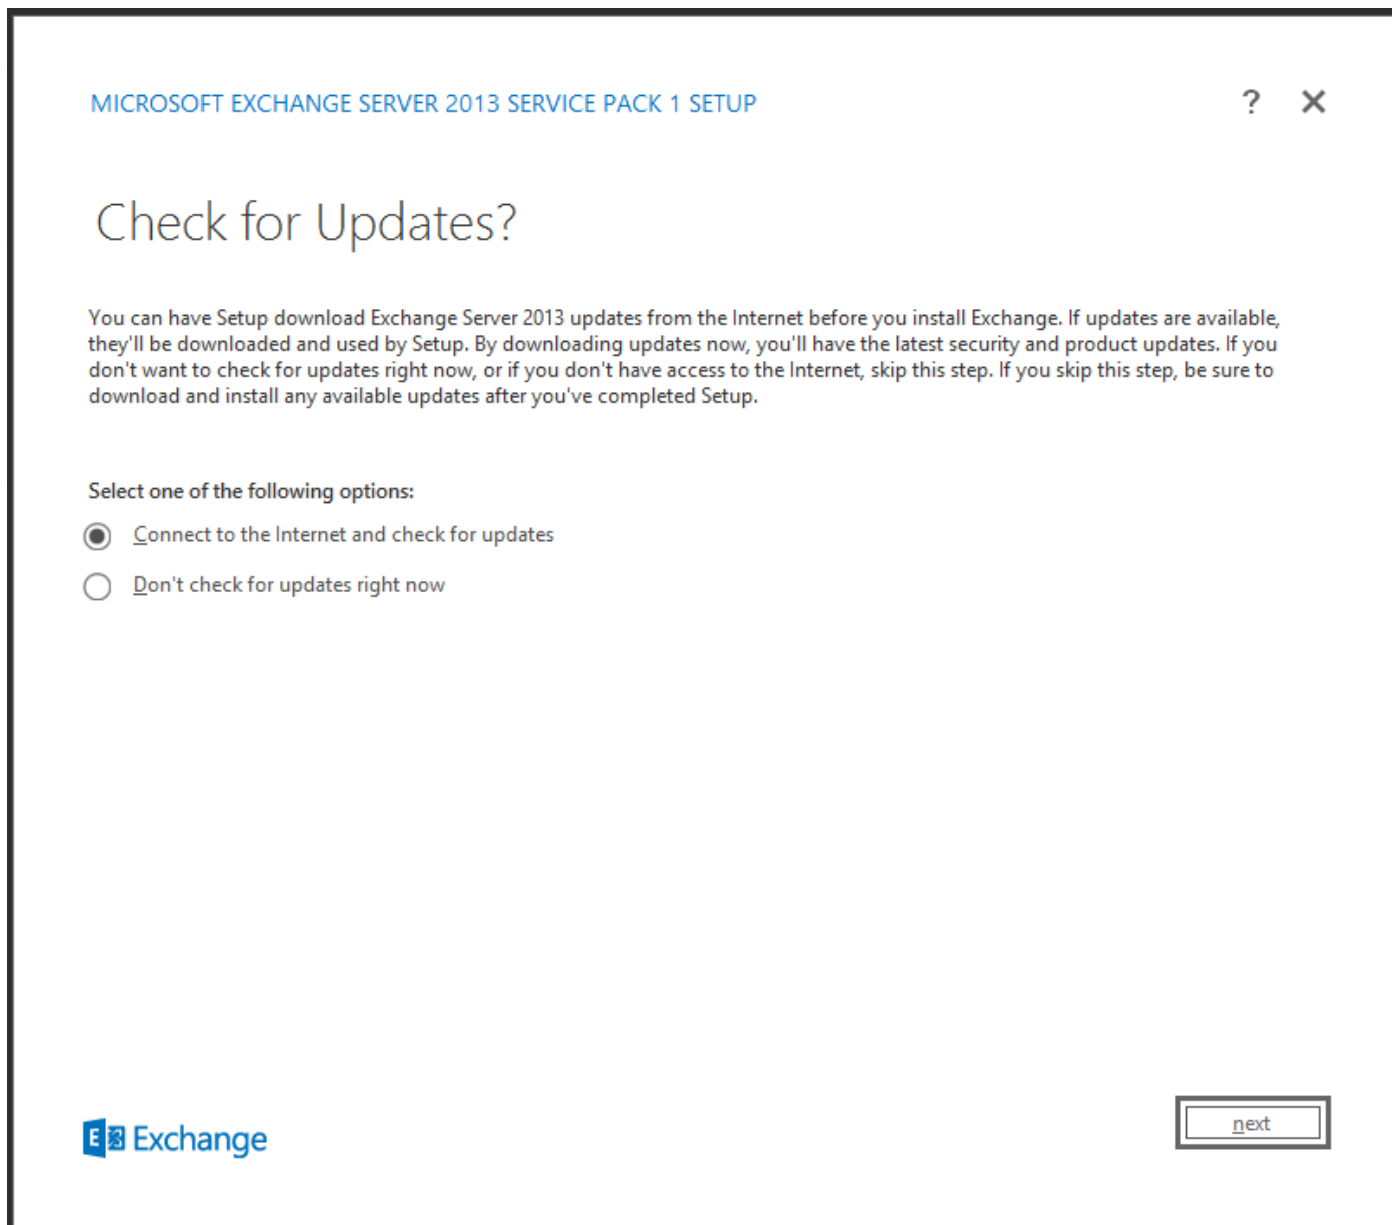 MICROSOFT EXCHANGE SERVER 2013 SERVICE PACK 1 SETUP
? ✕
Check for Updates?
You can have Setup download Exchange Server 2013 updates from the Internet before you install Exchange. If updates are available,
they'll be downloaded and used by Setup. By downloading updates now, you'll have the latest security and product updates. If you
don't want to check for updates right now, or if you don't have access to the Internet, skip this step. If you skip this step, be sure to
download and install any available updates after you've completed Setup.
Select one of the following options:
Connect to the Internet and check for updates
Don't check for updates right now
E Exchange
next